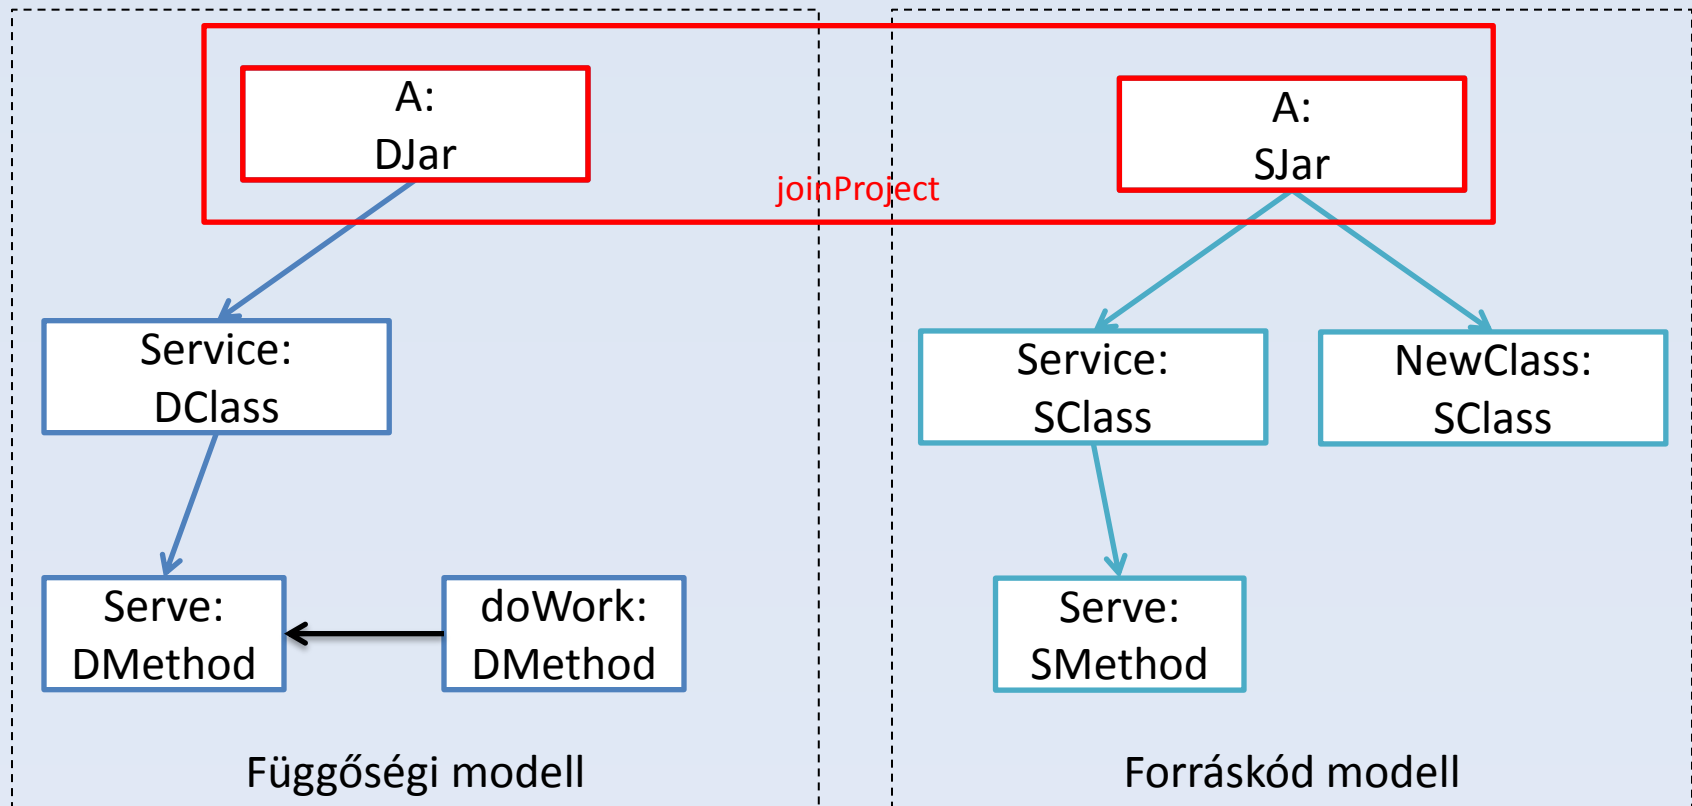 A:
DJar
A:
SJar
joinProject
Service:
DClass
Service:
SClass
NewClass:
SClass
Serve:
DMethod
doWork:
DMethod
Serve:
SMethod
Függőségi modell
Forráskód modell